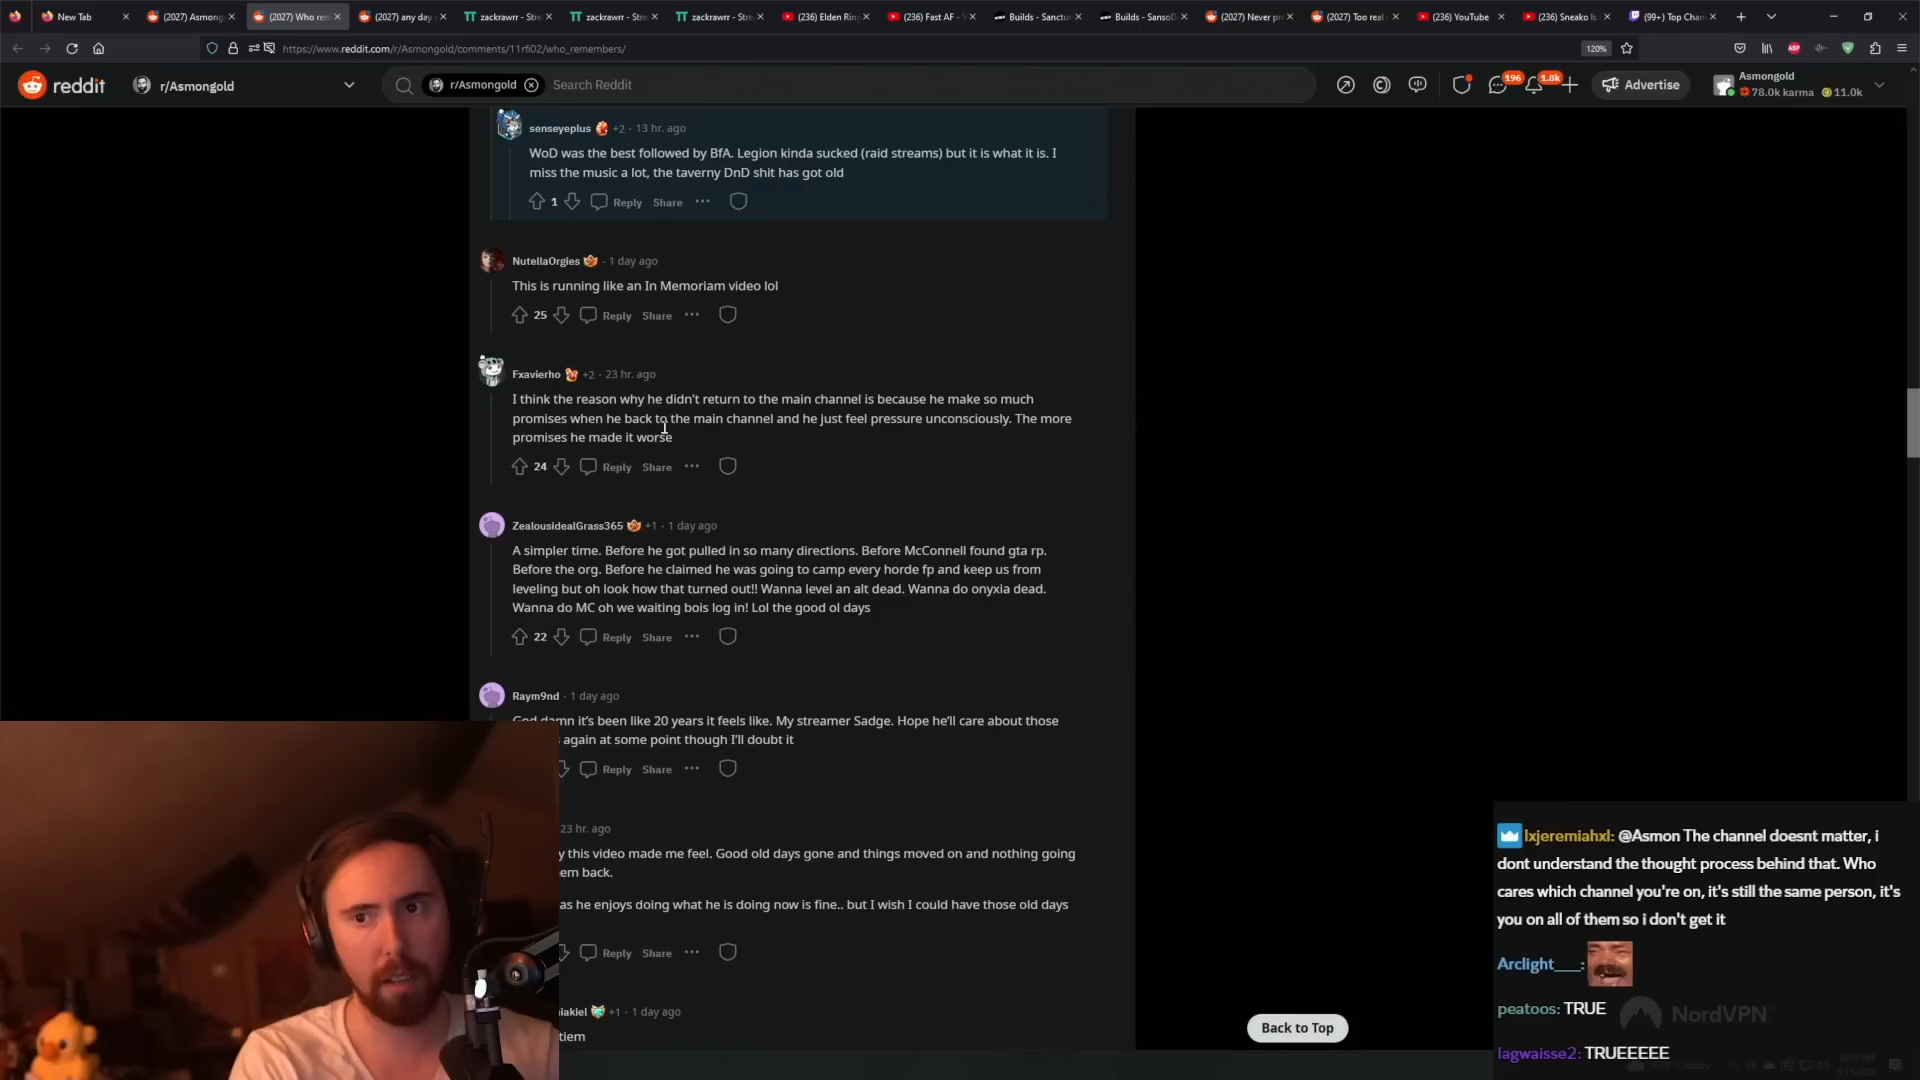 New Tab
(2027) Asmong
(2027) Who rem
(2027) any day
zackrawrr - Stre
zackrawrr - Stre
zackrawrr - Stre
(236) Elden Rin
(236) Fast AF -
Builds - Sanctu
Builds - SansoD
(2027) Never p
(2027) Too real
(236) YouTube
(236) Sneako Is
(99+) Top Chan
https://www.reddit.com/r/Asmongold/comments/11rfi02/who_remembers/
120%
ABP
reddit
r/Asmongold
r/Asmongold
Search Reddit
196
1.8k
Advertise
Asmongold
78.0k karma 11.0k
senseyeplus +2 · 13 hr. ago
WoD was the best followed by BfA. Legion kinda sucked (raid streams) but it is what it is. I
miss the music a lot, the taverny DnD shit has got old
1 Reply Share ···
NutellaOrgies · 1 day ago
This is running like an In Memoriam video lol
25 Reply Share ···
Fxavierho +2 · 23 hr. ago
I think the reason why he didn't return to the main channel is because he make so much
promises when he back to the main channel and he just feel pressure unconsciously. The more
promises he made it worse
24 Reply Share ···
ZealousidealGrass365 +1 · 1 day ago
A simpler time. Before he got pulled in so many directions. Before McConnell found gta rp.
Before the org. Before he claimed he was going to camp every horde fp and keep us from
leveling but oh look how that turned out!! Wanna level an alt dead. Wanna do onyxia dead.
Wanna do MC oh we waiting bois log in! Lol the good ol days
22 Reply Share ···
Raym9nd · 1 day ago
God damn it's been like 20 years it feels like. My streamer Sadge. Hope he'll care about those
again at some point though I'll doubt it
Reply Share ···
23 hr. ago
y this video made me feel. Good old days gone and things moved on and nothing going
em back.
as he enjoys doing what he is doing now is fine.. but I wish I could have those old days
Reply Share ···
iakiel +1 · 1 day ago
tiem
Back to Top
lxjeremiahxl: @Asmon The channel doesnt matter, i
dont understand the thought process behind that. Who
cares which channel you're on, it's still the same person, it's
you on all of them so i don't get it
Arclight___:
peatoos: TRUE
NordVPN
lagwaisse2: TRUEEEEE
Cloudy